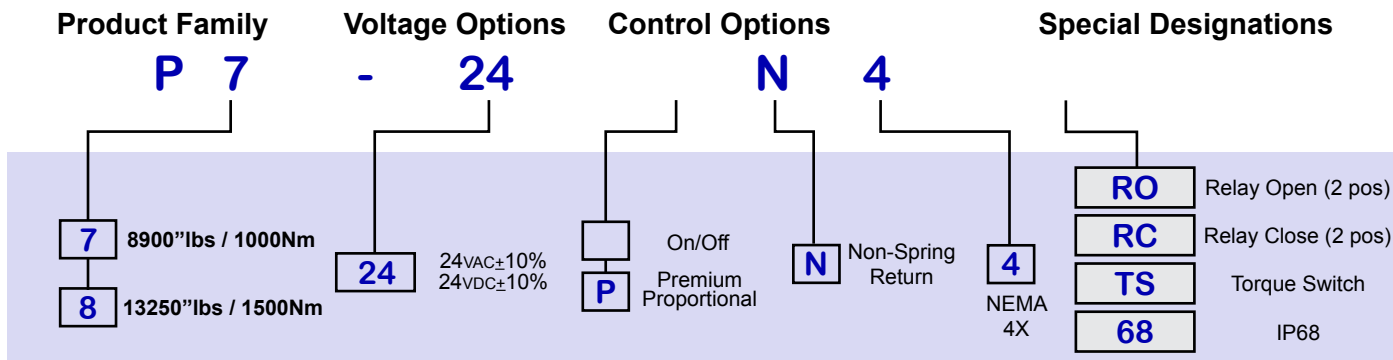 Product Family Voltage Options Control Options Special Designations
P 7 - 24 N 4
7 8900”lbs / 1000Nm
8 13250”lbs / 1500Nm
24 24VAC±10%
24VDC±10%
On/Off
P Premium
Proportional
N Non-Spring
Return
4
NEMA
4X
RO Relay Open (2 pos)
RC Relay Close (2 pos)
TS Torque Switch
68 IP68